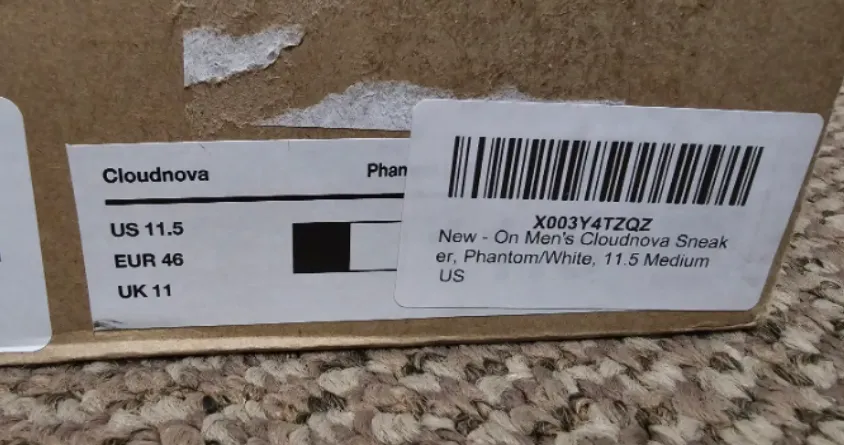 Cloudnova
Phan
US 11.5
EUR 46
UK 11
X003Y4TZQZ
New - On Men's Cloudnova Sneak
er, Phantom/White, 11.5 Medium
US